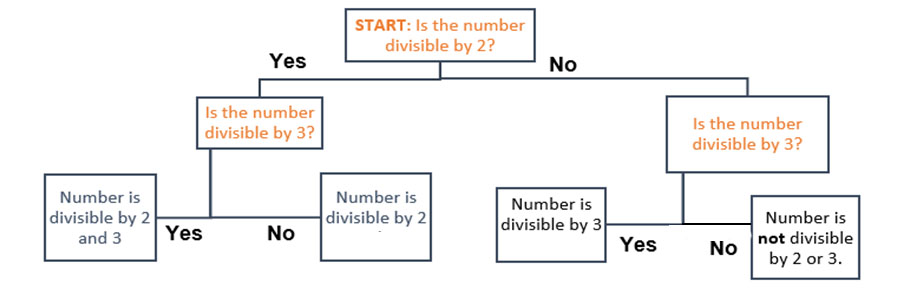 START: Is the number
divisible by 2?
Yes
No
Is the number
divisible by 3?
Is the number
divisible by 3?
Number is
divisible by 2
and 3
Yes
No
Number is
divisible by 2
Number is
divisible by 3
Yes
No
Number is
not divisible
by 2 or 3.